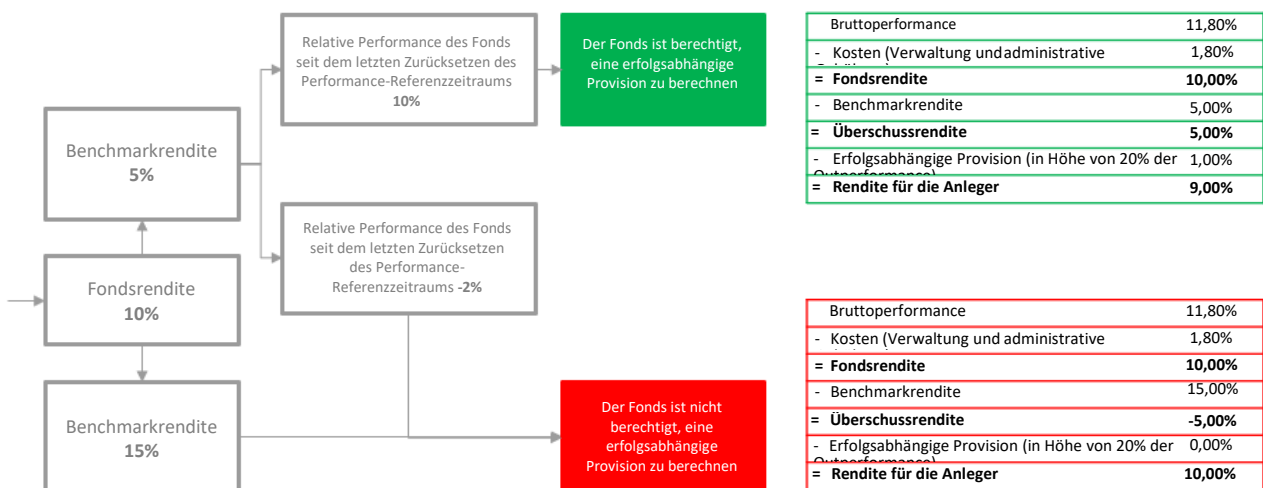 Relative Performance des Fonds
seit dem letzten Zurücksetzen des
Performance-Referenzzeitraums
10%
Der Fonds ist berechtigt,
eine erfolgsabhängige
Provision zu berechnen
Benchmarkrendite
5%
Relative Performance des Fonds
seit dem letzten Zurücksetzen
des Performance-
Referenzzeitraums -2%
Fondsrendite
10%
Benchmarkrendite
15%
Der Fonds ist nicht
berechtigt, eine
erfolgsabhängige
Provision zu berechnen
Bruttoperformance 11,80%
- Kosten (Verwaltung undadministrative 1,80%
= Fondsrendite 10,00%
- Benchmarkrendite 5,00%
= Überschussrendite 5,00%
- Erfolgsabhängige Provision (in Höhe von 20% der 1,00%
= Rendite für die Anleger 9,00%
Bruttoperformance 11,80%
- Kosten (Verwaltung und administrative 1,80%
= Fondsrendite 10,00%
- Benchmarkrendite 15,00%
= Überschussrendite -5,00%
- Erfolgsabhängige Provision (in Höhe von 20% der 0,00%
= Rendite für die Anleger 10,00%